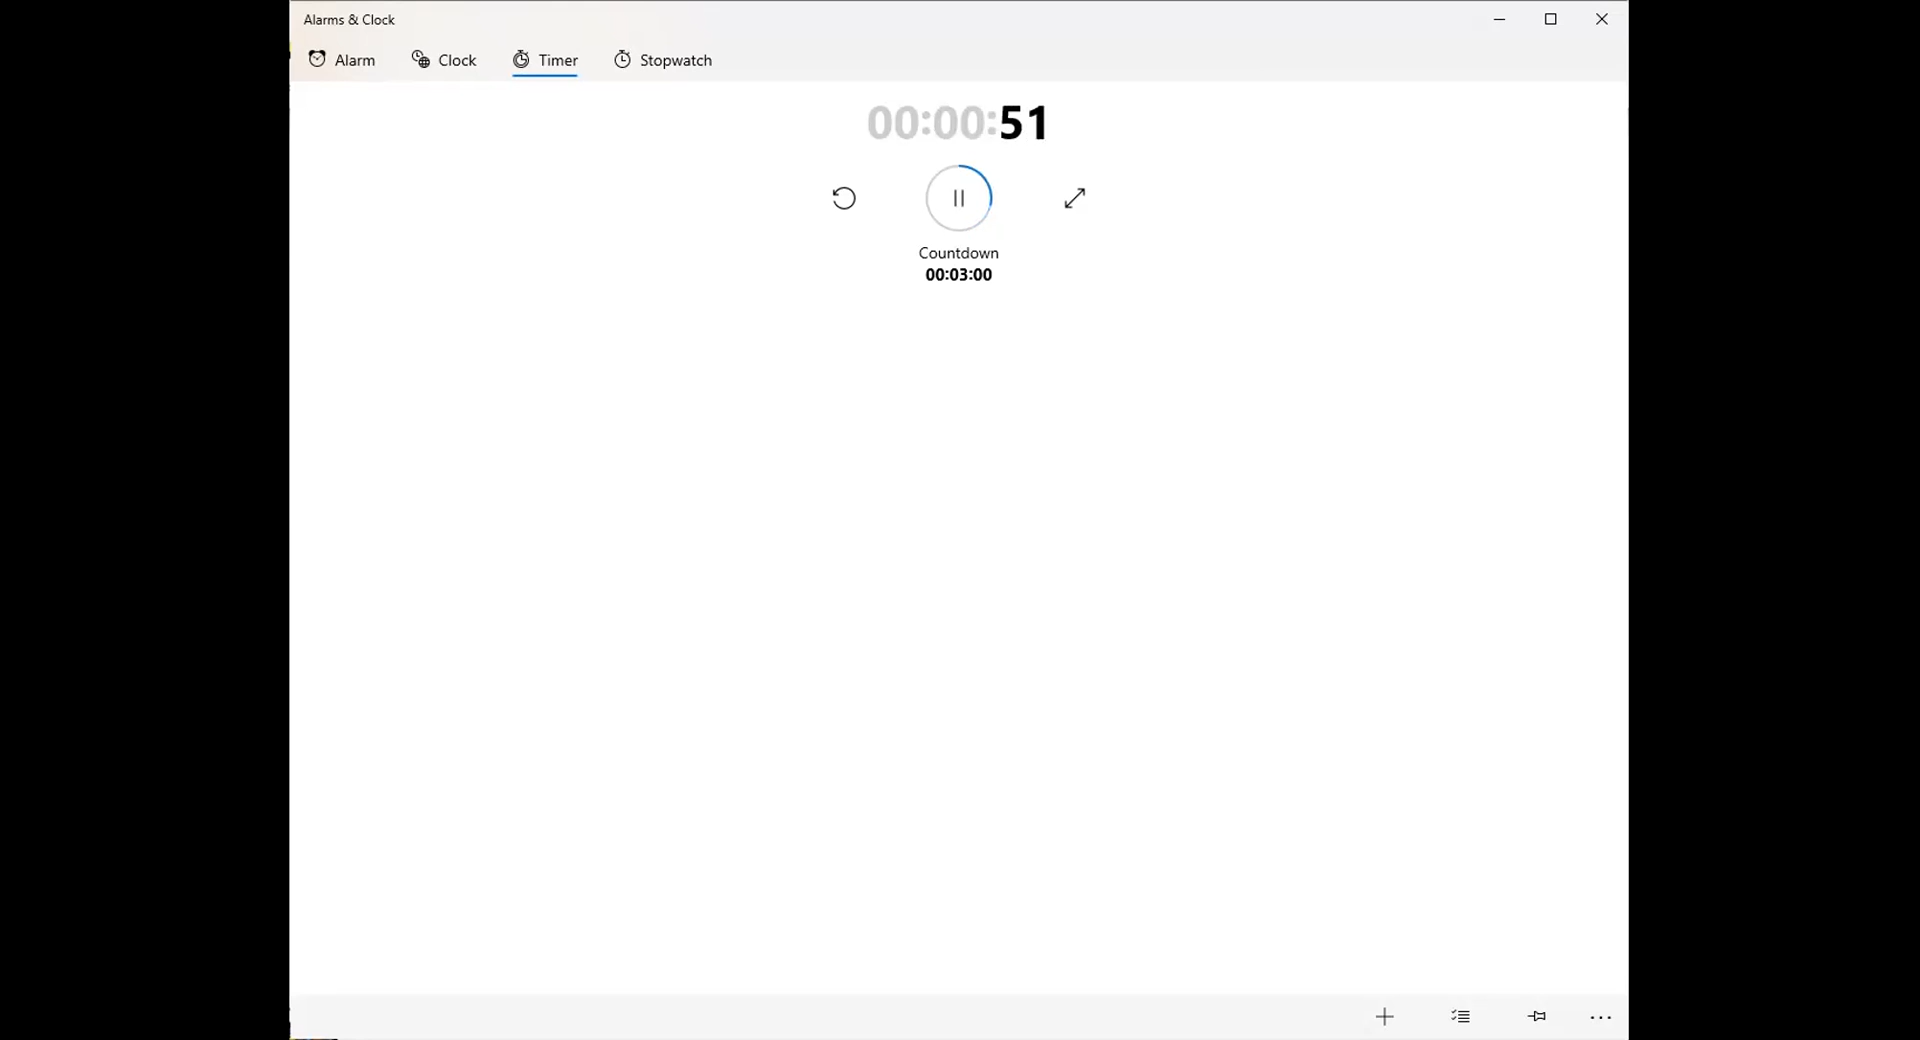 Alarms & Clock
Alarm Clock Timer Stopwatch
00:00:51
Countdown
00:03:00